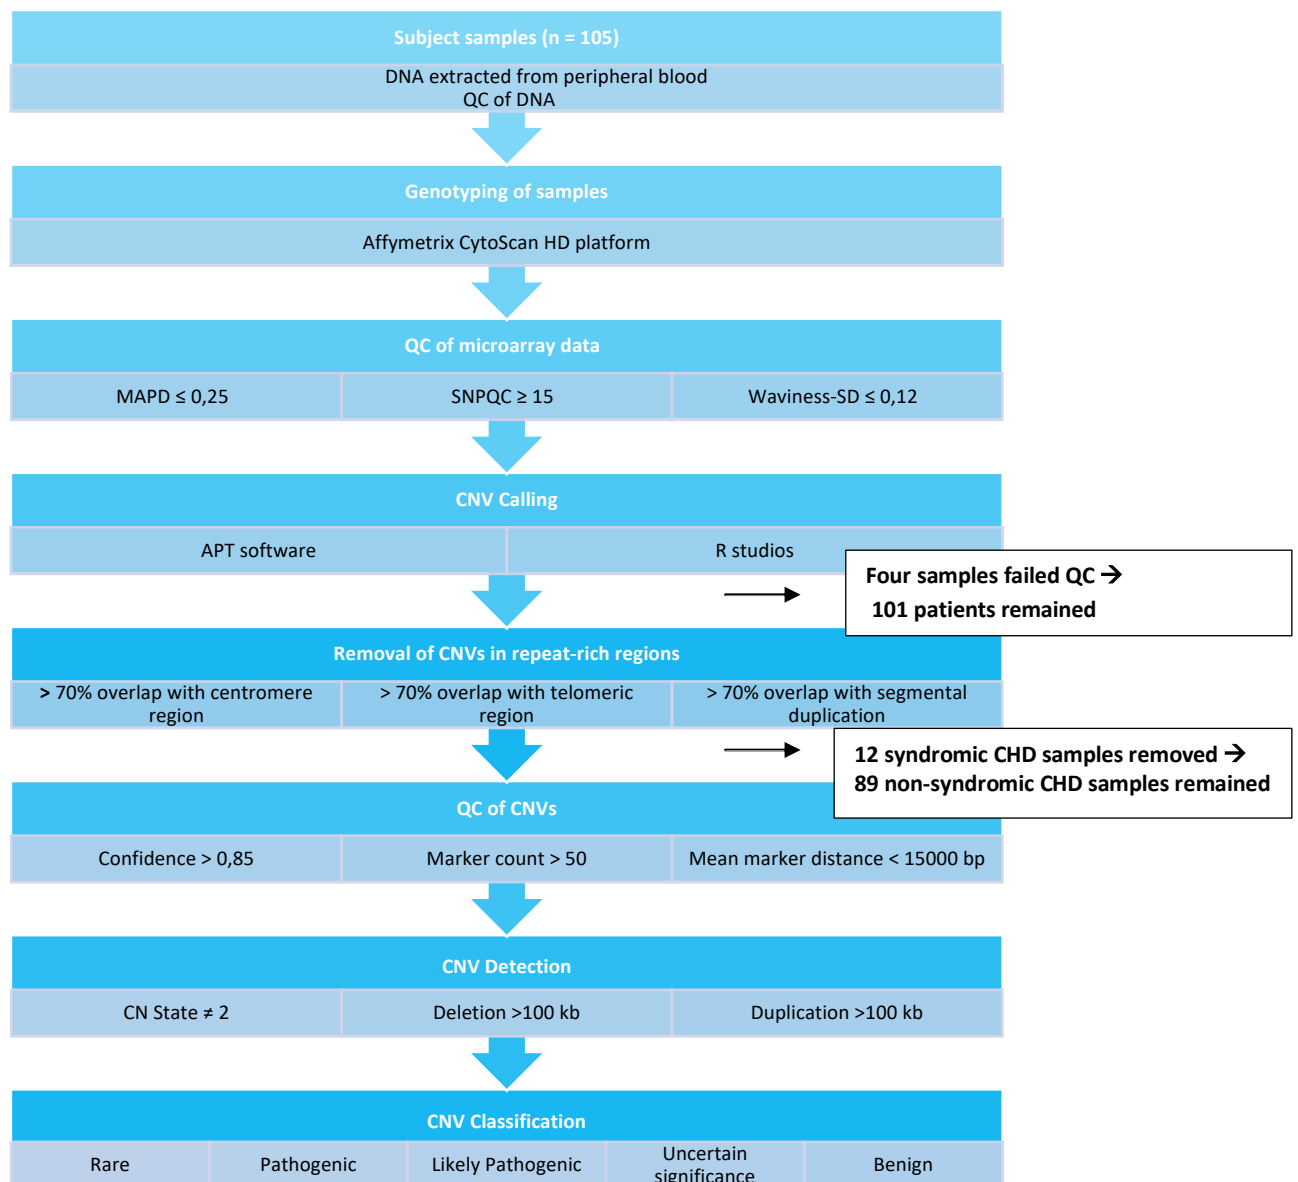 Subject samples (n = 105)
DNA extracted from peripheral blood
QC of DNA
Genotyping of samples
Affymetrix CytoScan HD platform
QC of microarray data
MAPD ≤ 0,25
SNPQC ≥ 15
Waviness-SD ≤ 0,12
CNV Calling
APT software
R studios
Four samples failed QC →
101 patients remained
Removal of CNVs in repeat-rich regions
> 70% overlap with centromere
region
> 70% overlap with telomeric
region
> 70% overlap with segmental
duplication
12 syndromic CHD samples removed →
89 non-syndromic CHD samples remained
QC of CNVs
Confidence > 0,85
Marker count > 50
Mean marker distance < 15000 bp
CNV Detection
CN State ≠ 2
Deletion >100 kb
Duplication >100 kb
CNV Classification
Rare
Pathogenic
Likely Pathogenic
Uncertain
significance
Benign